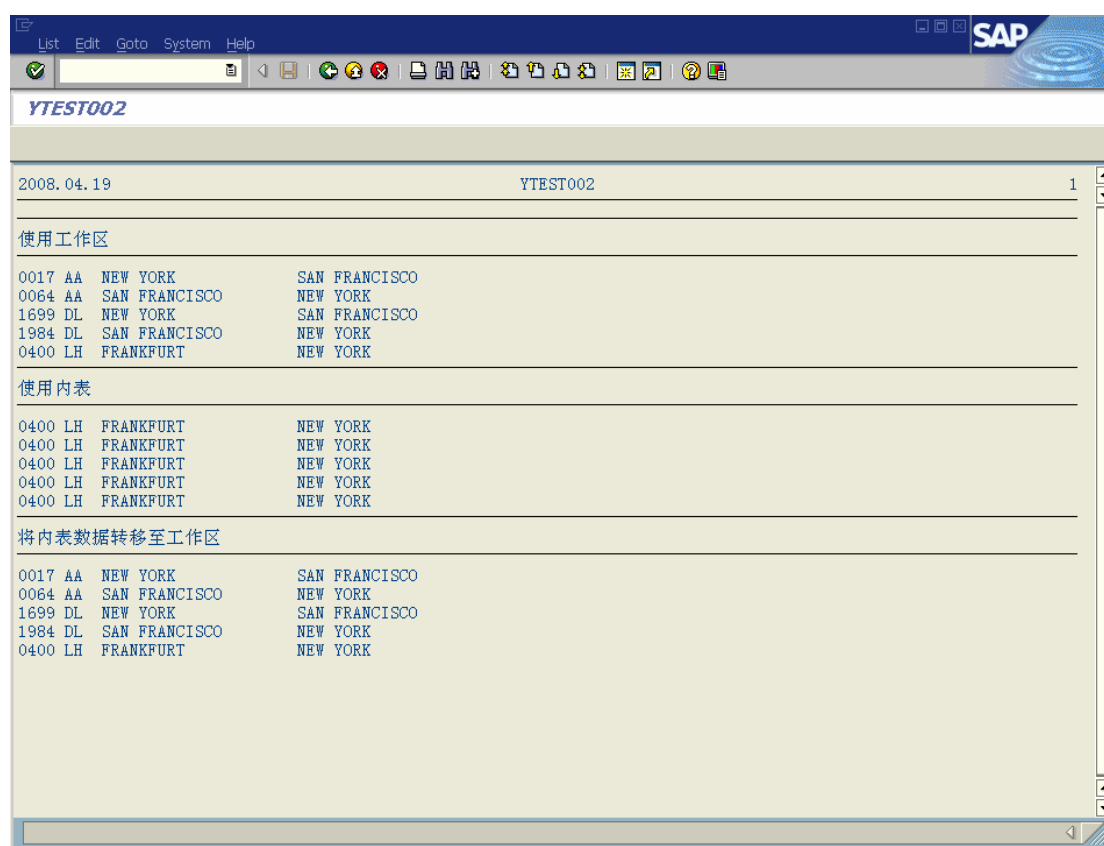 List Edit Goto System Help
SAP
YTEST002
2008.04.19 YTEST002 1
使用工作区
0017 AA NEW YORK SAN FRANCISCO
0064 AA SAN FRANCISCO NEW YORK
1699 DL NEW YORK SAN FRANCISCO
1984 DL SAN FRANCISCO NEW YORK
0400 LH FRANKFURT NEW YORK
使用内表
0400 LH FRANKFURT NEW YORK
0400 LH FRANKFURT NEW YORK
0400 LH FRANKFURT NEW YORK
0400 LH FRANKFURT NEW YORK
0400 LH FRANKFURT NEW YORK
将内表数据转移至工作区
0017 AA NEW YORK SAN FRANCISCO
0064 AA SAN FRANCISCO NEW YORK
1699 DL NEW YORK SAN FRANCISCO
1984 DL SAN FRANCISCO NEW YORK
0400 LH FRANKFURT NEW YORK